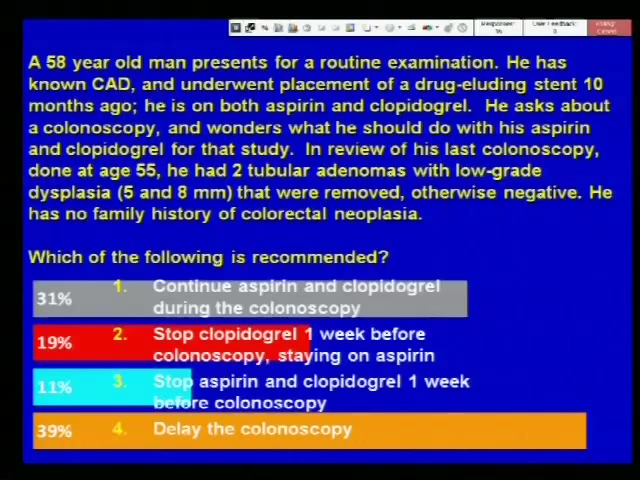 User Feedback:
A 58 year old man presents for a routine examination. He has
known CAD, and underwent placement of a drug-eluding stent 10
months ago; he is on both aspirin and clopidogrel. He asks about
a colonoscopy, and wonders what he should do with his aspirin
and clopidogrel for that study. In review of his last colonoscopy,
done at age 55, he had 2 tubular adenomas with low-grade
dysplasia (5 and 8 mm) that were removed, otherwise negative. He
has no family history of colorectal neoplasia.
Which of the following is recommended?
31% 1. Continue aspirin and clopidogrel
during the colonoscopy
19% 2. Stop clopidogrel 1 week before
colonoscopy, staying on aspirin
11% 3. Stop aspirin and clopidogrel 1 week
before colonoscopy
39% 4. Delay the colonoscopy